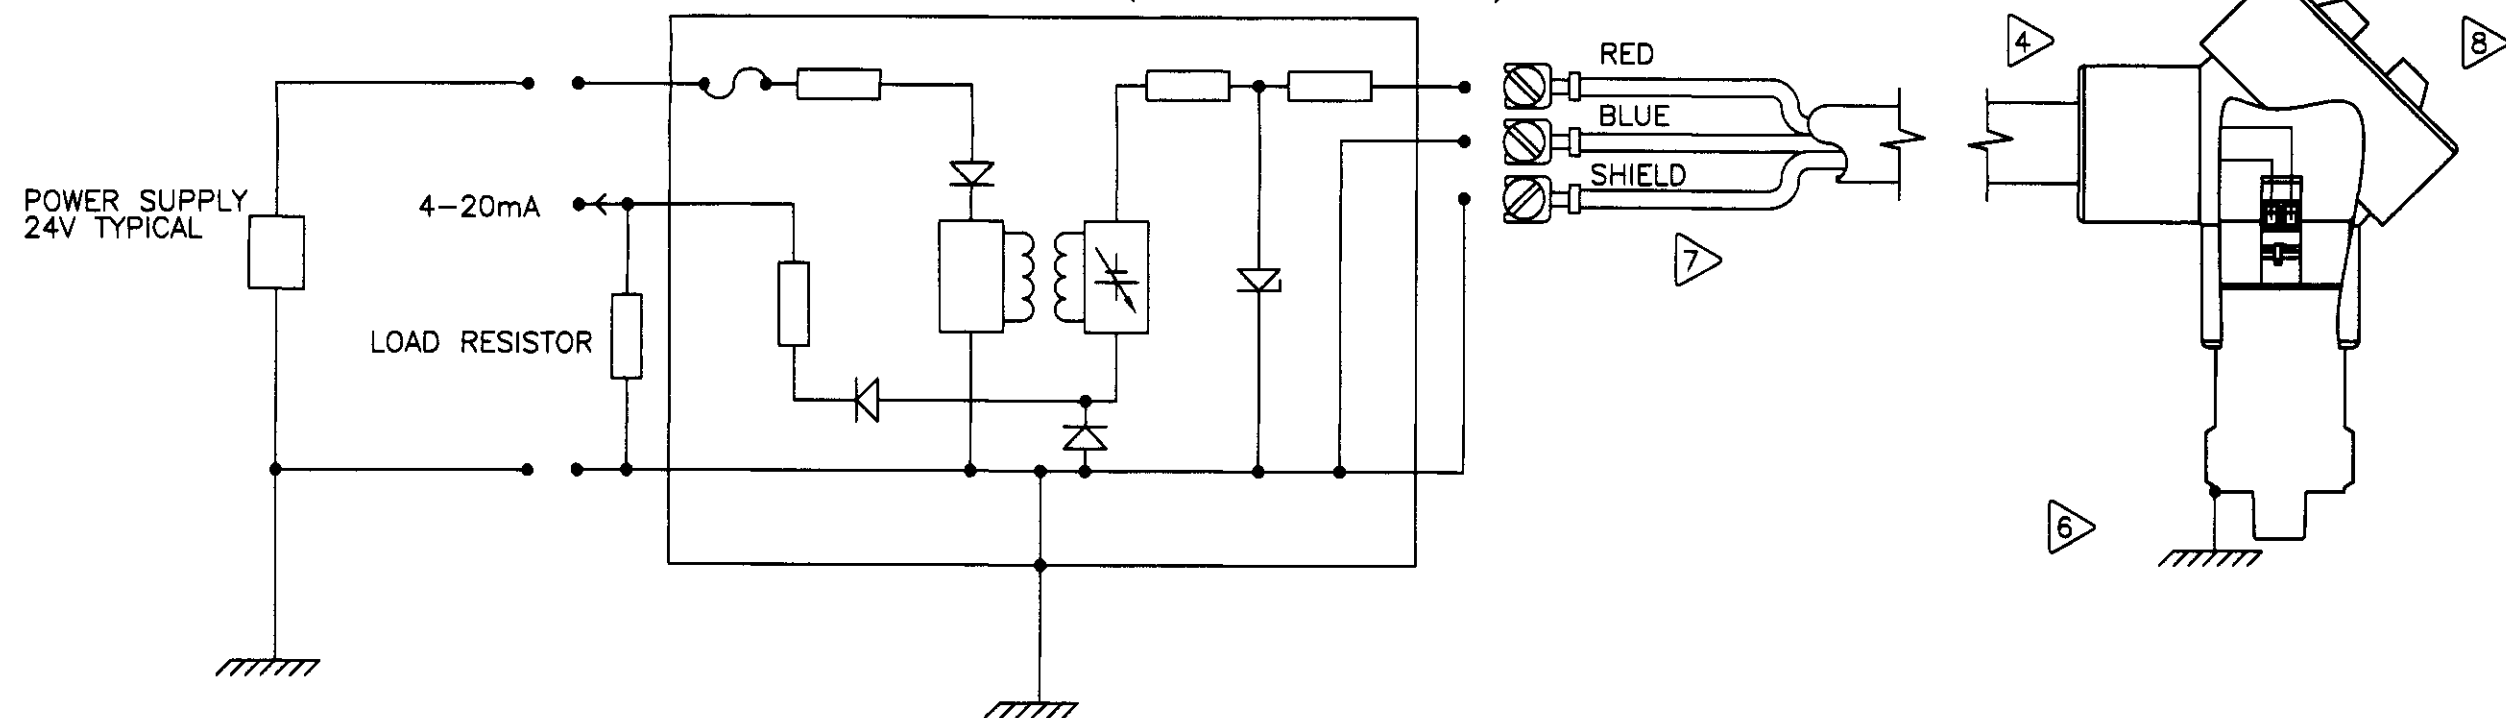 RED
4
8
BLUE
SHIELD
POWER SUPPLY
24V TYPICAL
4-20mA
7
LOAD RESISTOR
6